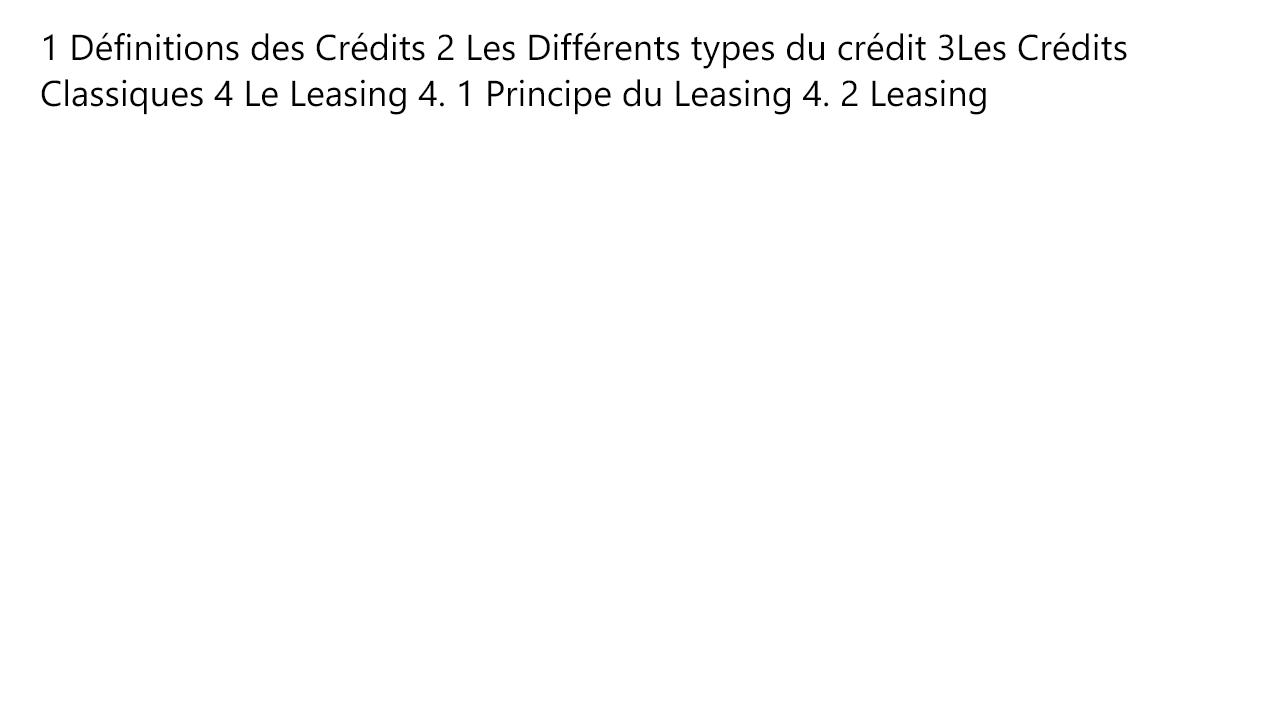 1 Définitions des Crédits 2 Les Différents types du crédit 3Les Crédits
Classiques 4 Le Leasing 4. 1 Principe du Leasing 4. 2 Leasing